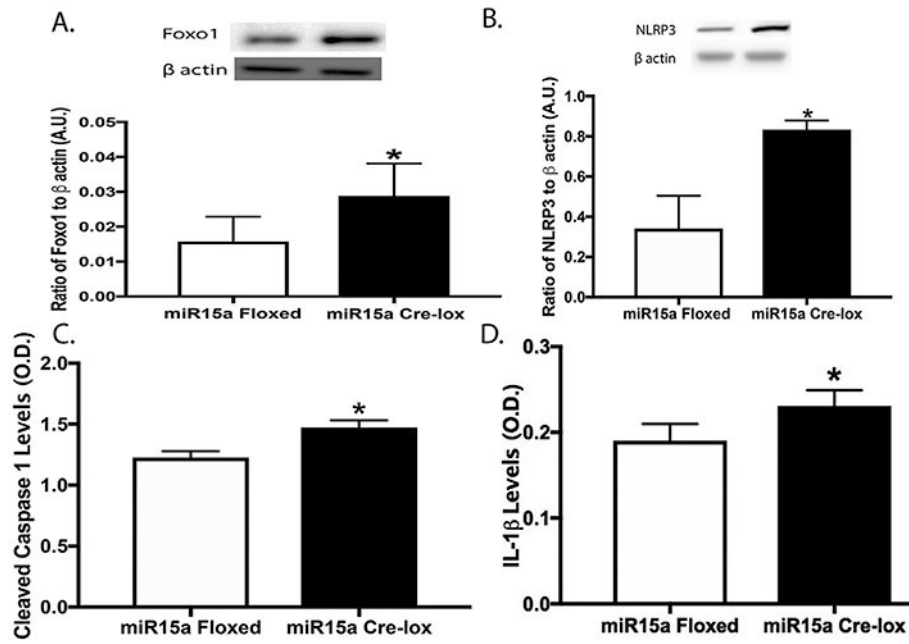 A.
Foxo1
β actin
Ratio of Foxo1 to β actin (A.U.)
0.05
0.04
0.03
0.02
0.01
0.00
*
miR15a Floxed miR15a Cre-lox
B.
NLRP3
β actin
Ratio of NLRP3 to β actin (A.U.)
1.0
0.8
0.6
0.4
0.2
0.0
*
miR15a Floxed miR15a Cre-lox
C.
Cleaved Caspase 1 Levels (O.D.)
2.0
1.5
1.0
0.5
0.0
*
miR15a Floxed miR15a Cre-lox
D.
IL-1β Levels (O.D.)
0.3
0.2
0.1
0.0
*
miR15a Floxed miR15a Cre-lox